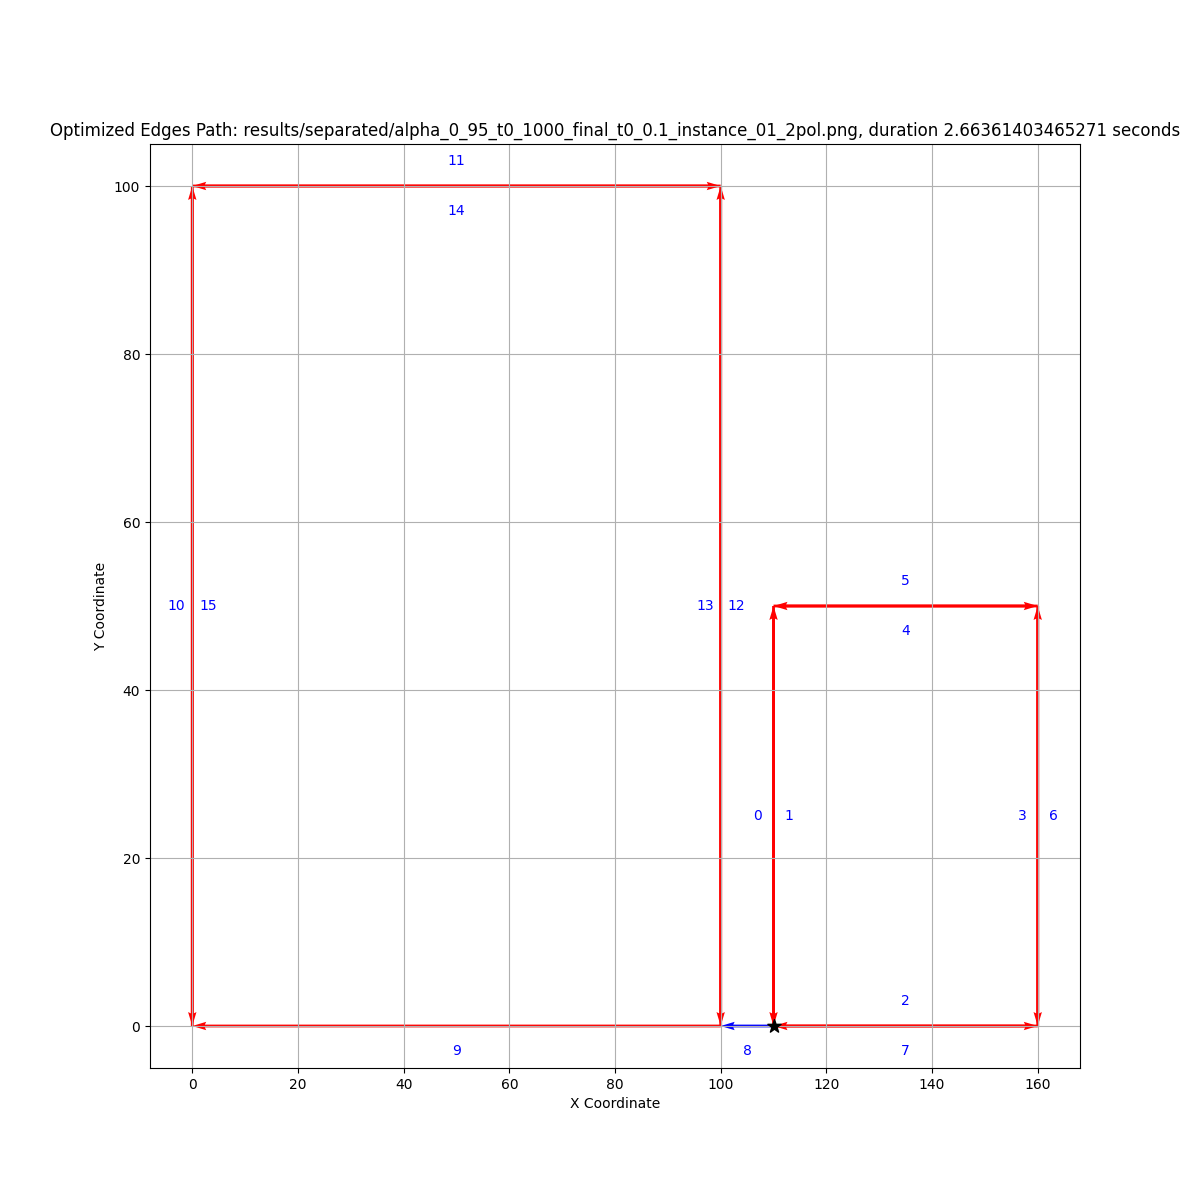 Optimized Edges Path: results/separated/alpha_0_95_t0_1000_final_t0_0.1_instance_01_2pol.png, duration 2.66361403465271 seconds
11
100
14
80
60
5
10 15 13 12
4
Y Coordinate
40
0 1 3 6
20
2
0
9 8 7
0 20 40 60 80 100 120 140 160
X Coordinate